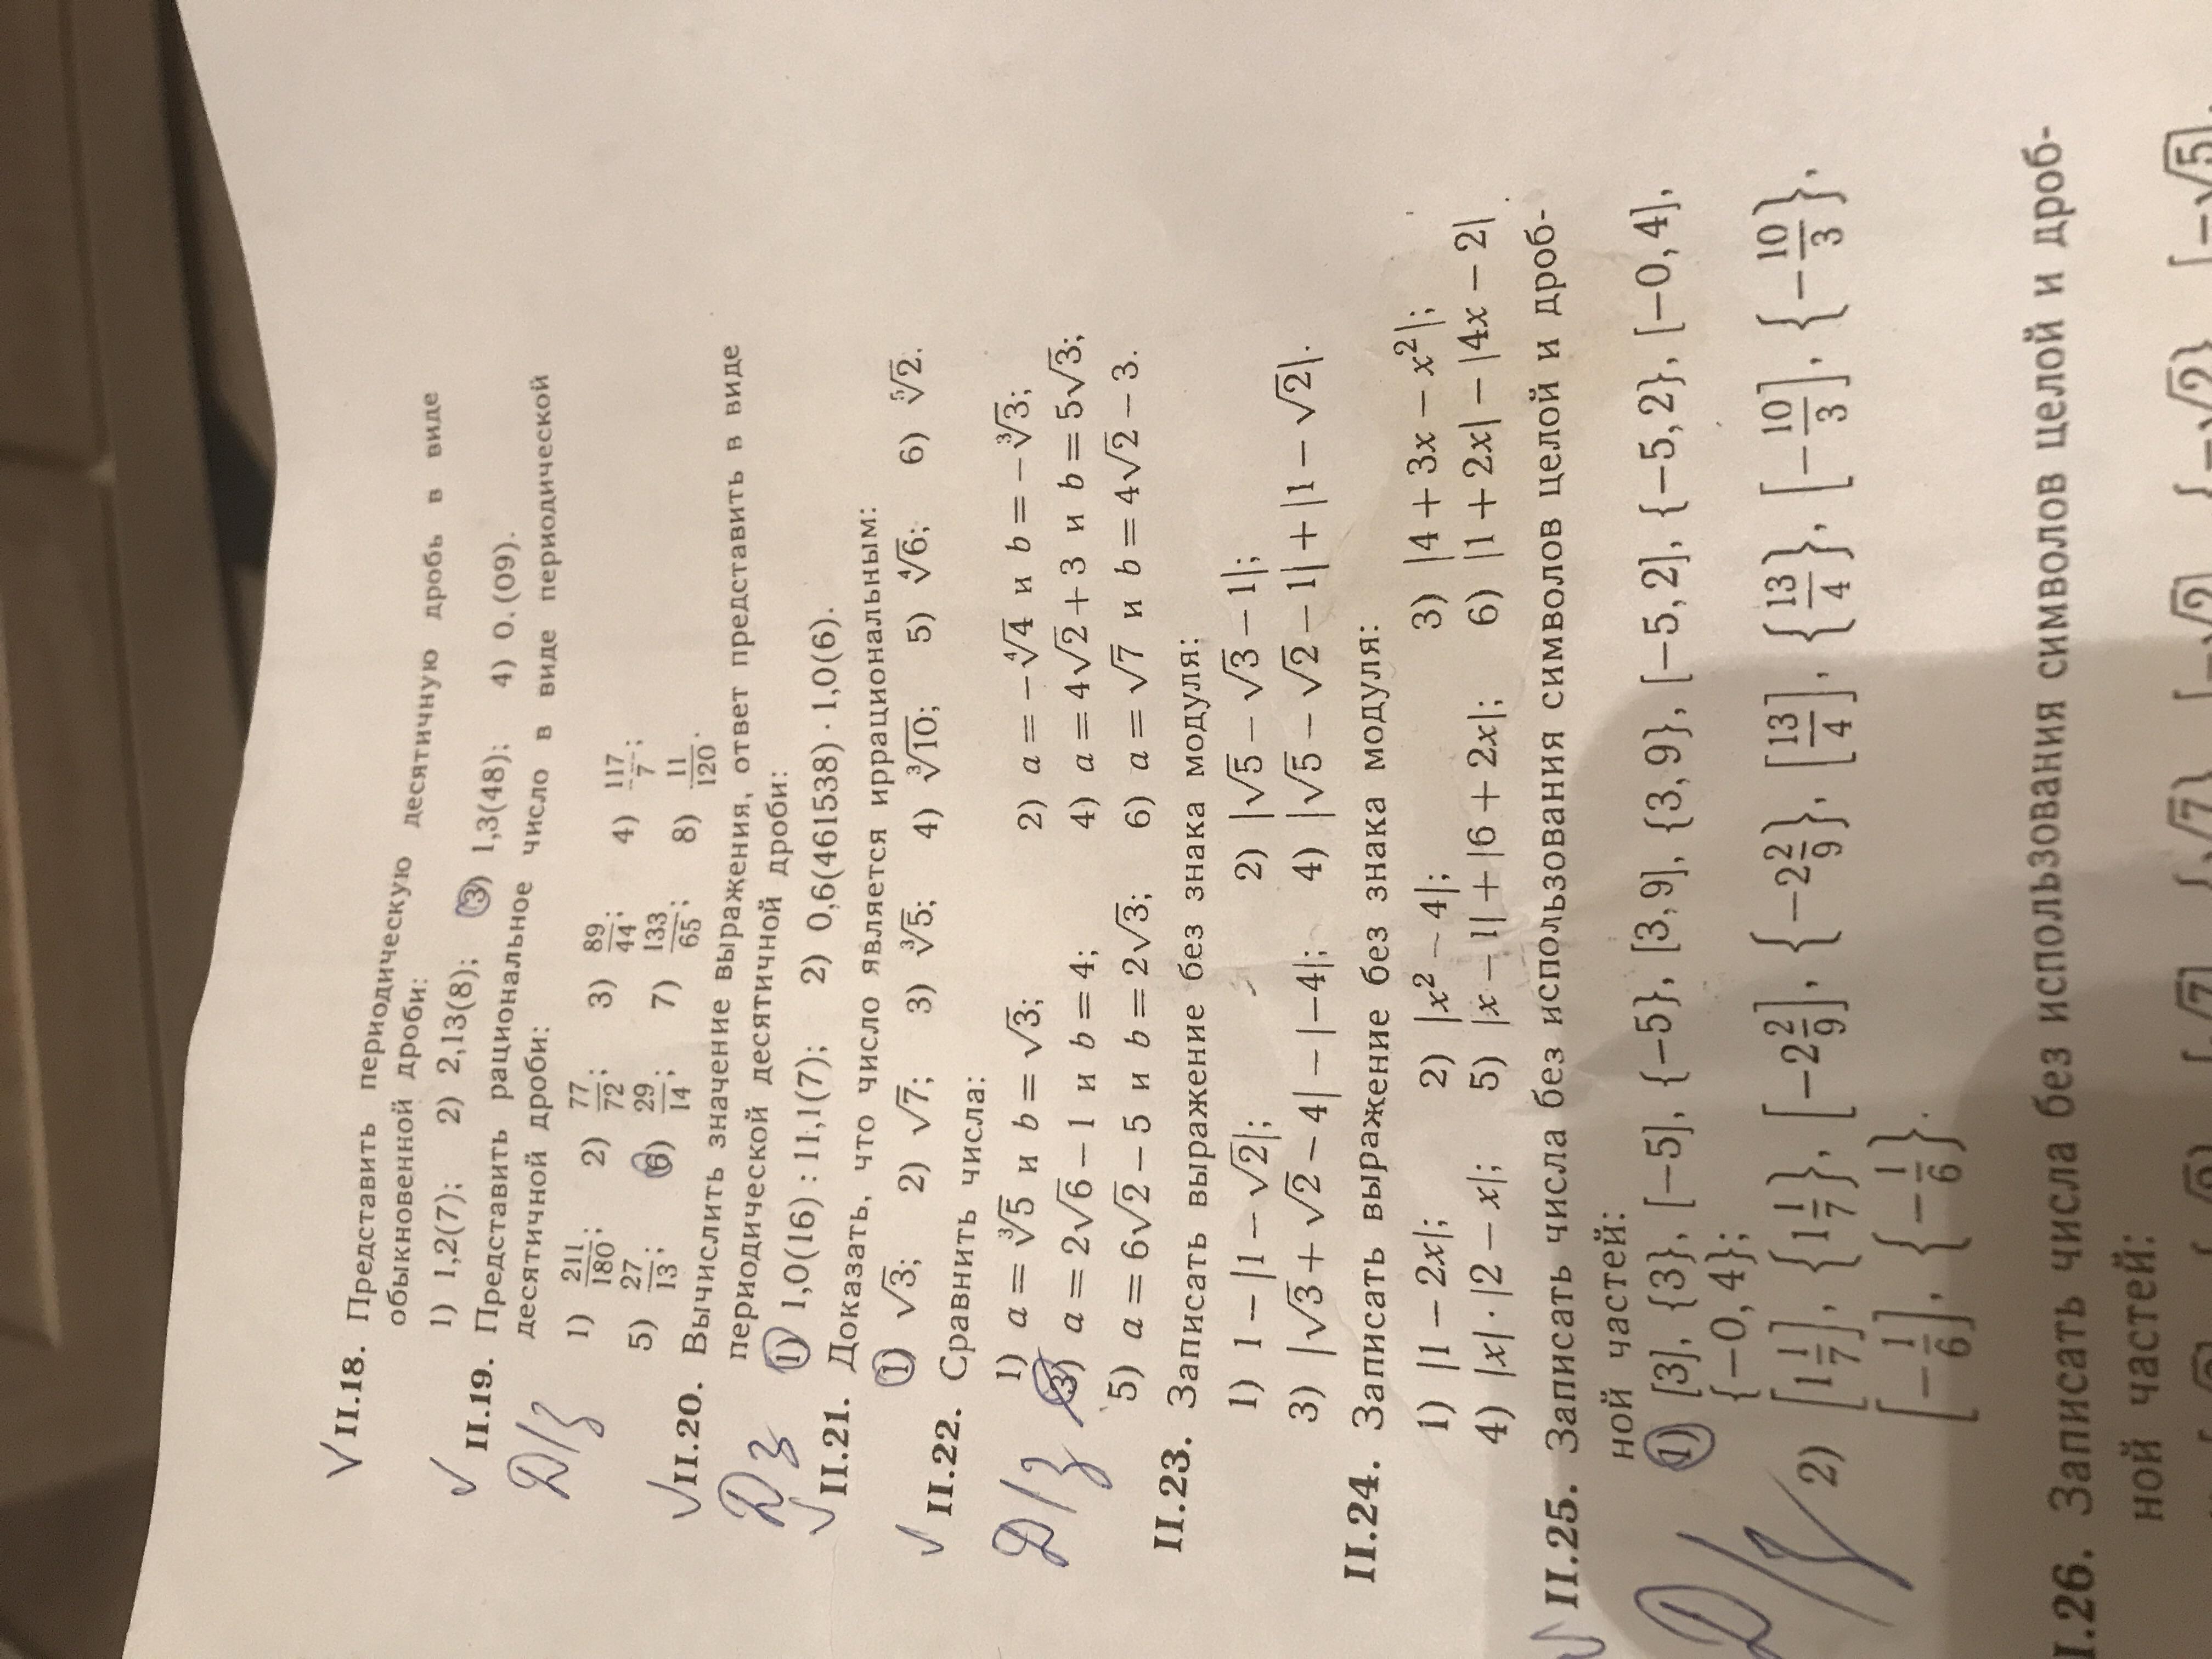 II.18. Представить периодическую десятичную дробь в виде
обыкновенной дроби:
1) 1,2(7); 2) 2,13(8); 3) 1,3(48); 4) 0.(09).
II.19. Представить рациональное число в виде периодической
десятичной дроби:
Д/з
1) 211/180; 2) 77/72; 3) 89/44; 4) 117/7;
5) 27/13; 6) 29/14; 7) 133/65; 8) 11/120.
II.20. Вычислить значение выражения, ответ представить в виде
периодической десятичной дроби:
Дз
1) 1,0(16) : 11,1(7); 2) 0,6(461538) · 1,0(6).
II.21. Доказать, что число является иррациональным:
1) √3; 2) √7; 3) ∛5; 4) ∛10; 5) ∜6; 6) ⁵√2.
II.22. Сравнить числа:
Д/з
1) a = ∛5 и b = √3; 2) a = −∜4 и b = −∛3;
3) a = 2√6 − 1 и b = 4; 4) a = 4√2 + 3 и b = 5√3;
5) a = 6√2 − 5 и b = 2√3; 6) a = √7 и b = 4√2 − 3.
II.23. Записать выражение без знака модуля:
1) 1 − |1 − √2|; 2) |√5 − √3 − 1|;
3) |√3 + √2 − 4| − |−4|; 4) |√5 − √2 − 1| + |1 − √2|.
II.24. Записать выражение без знака модуля:
1) |1 − 2x|; 2) |x² − 4|; 3) |4 + 3x − x²|;
4) |x| · |2 − x|; 5) |x − 1| + |6 + 2x|; 6) |1 + 2x| − |4x − 2|
II.25. Записать числа без использования символов целой и дроб-
ной частей:
Д/з
1) [3], {3}, [−5], {−5}, [3,9], {3,9}, [−5,2], {−5,2}, [−0,4],
{−0,4};
2) [1 1/7], {1 1/7}, [−2 2/9], {−2 2/9}, [13/4], {13/4}, [−10/3], {−10/3},
[−1/6], {−1/6}.
I.26. Записать числа без использования символов целой и дроб-
ной частей: